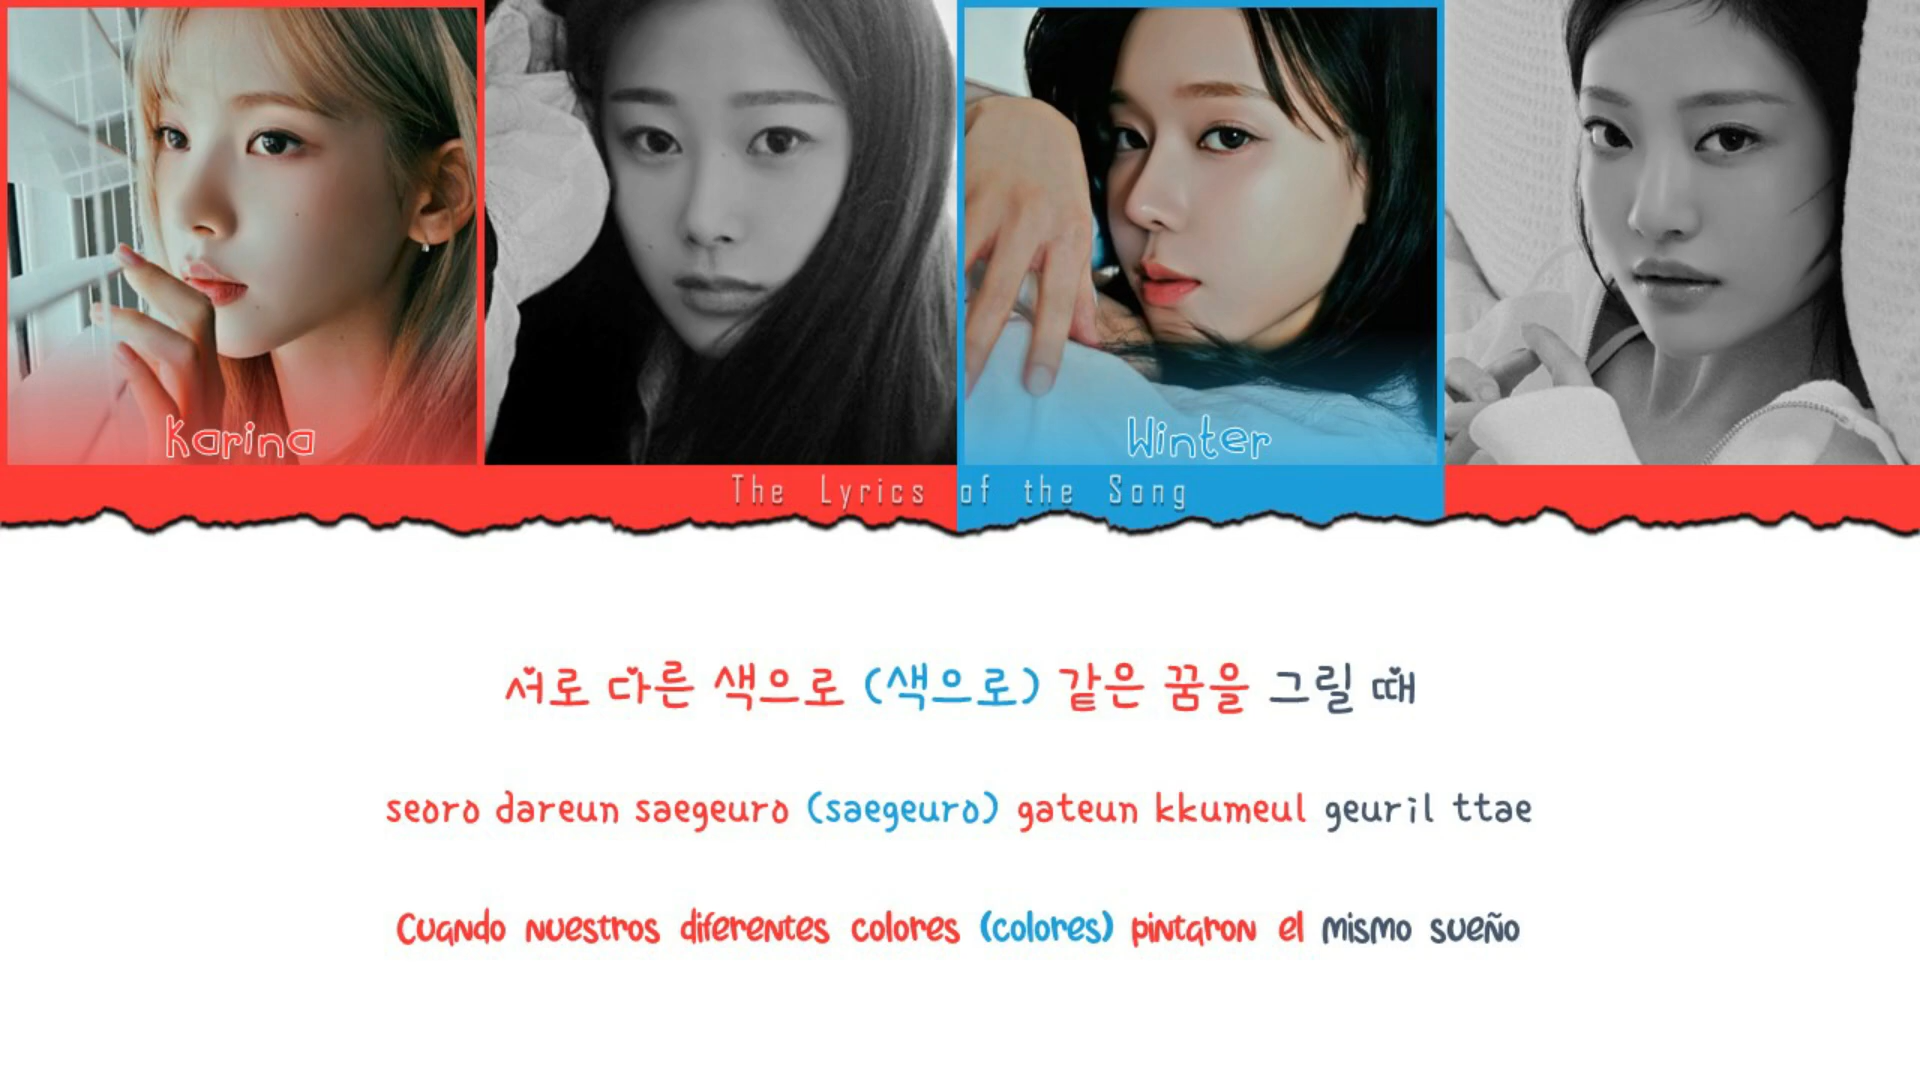 Karina
Winter
The Lyrics of the Song
서로 다른 색으로 (색으로) 같은 꿈을 그릴 때
seoro dareun saegeuro (saegeuro) gateun kkumeul geuril ttae
Cuando nuestros diferentes colores (colores) pintaron el mismo sueño